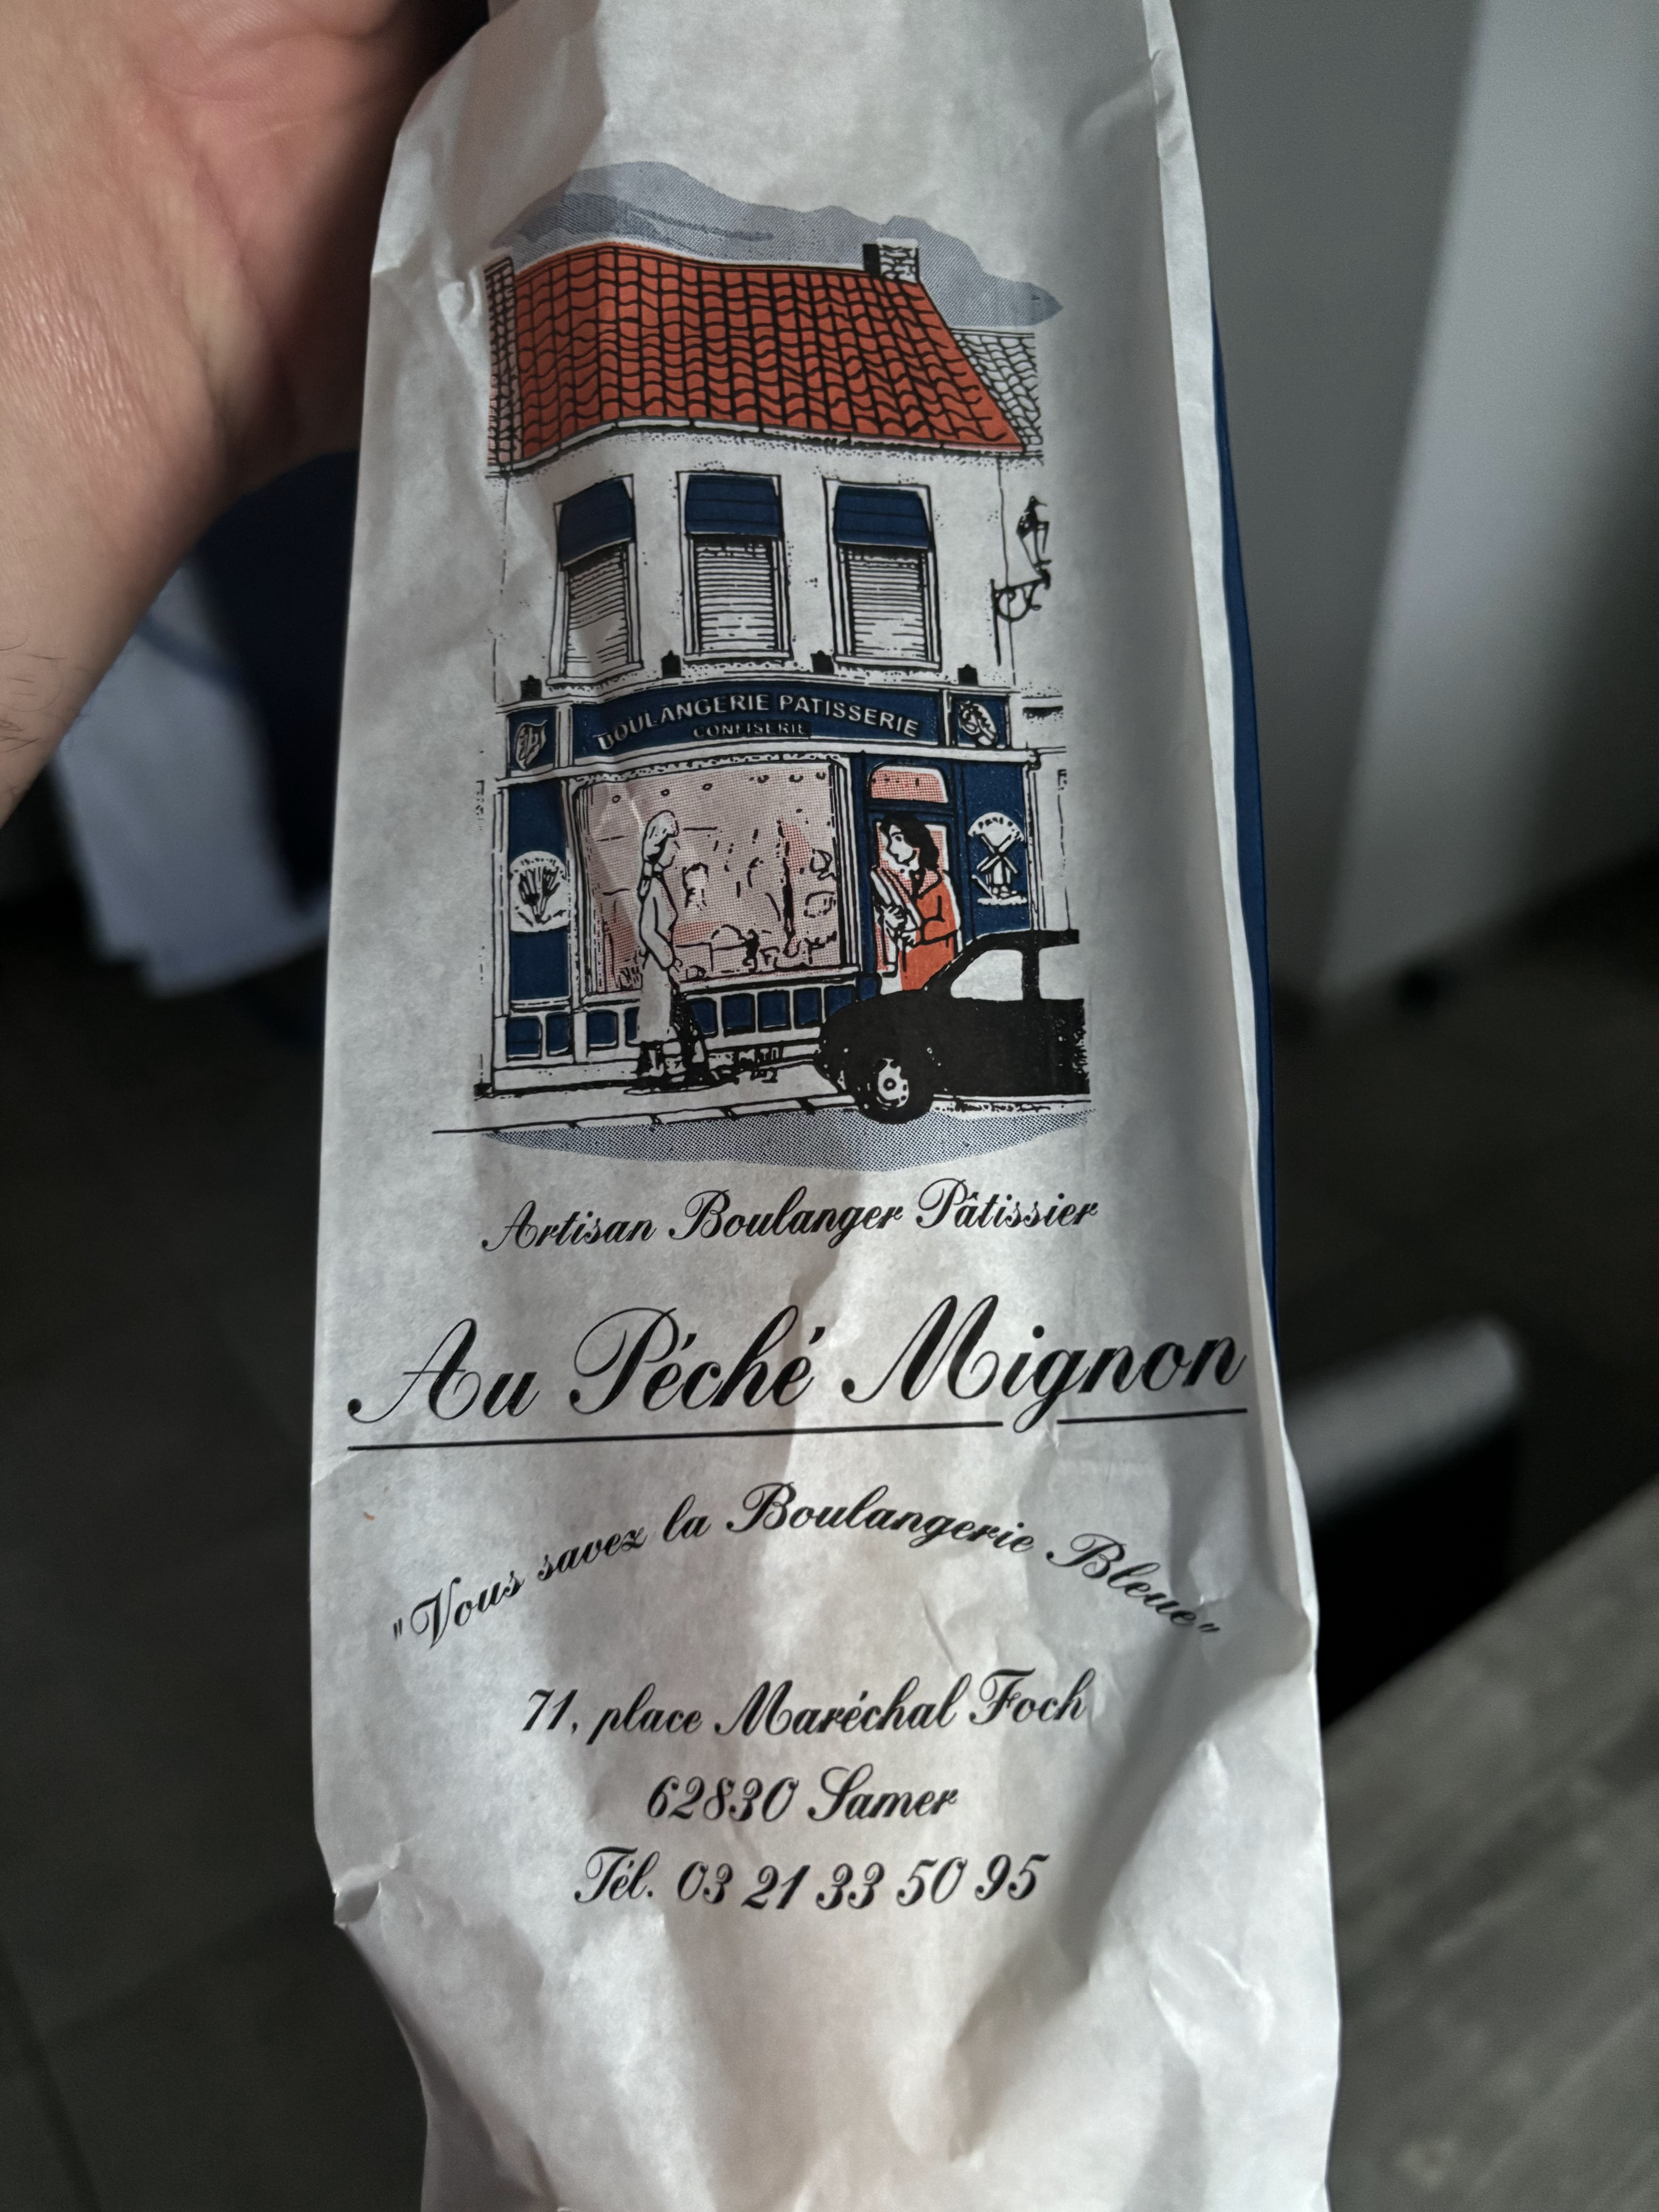 BOULANGERIE PATISSERIE
CONFISERIE
Artisan Boulanger Pâtissier
Au Péché Mignon
"Vous savez la Boulangerie Bleue"
71, place Maréchal Foch
62830 Samer
Tél. 03 21 33 50 95